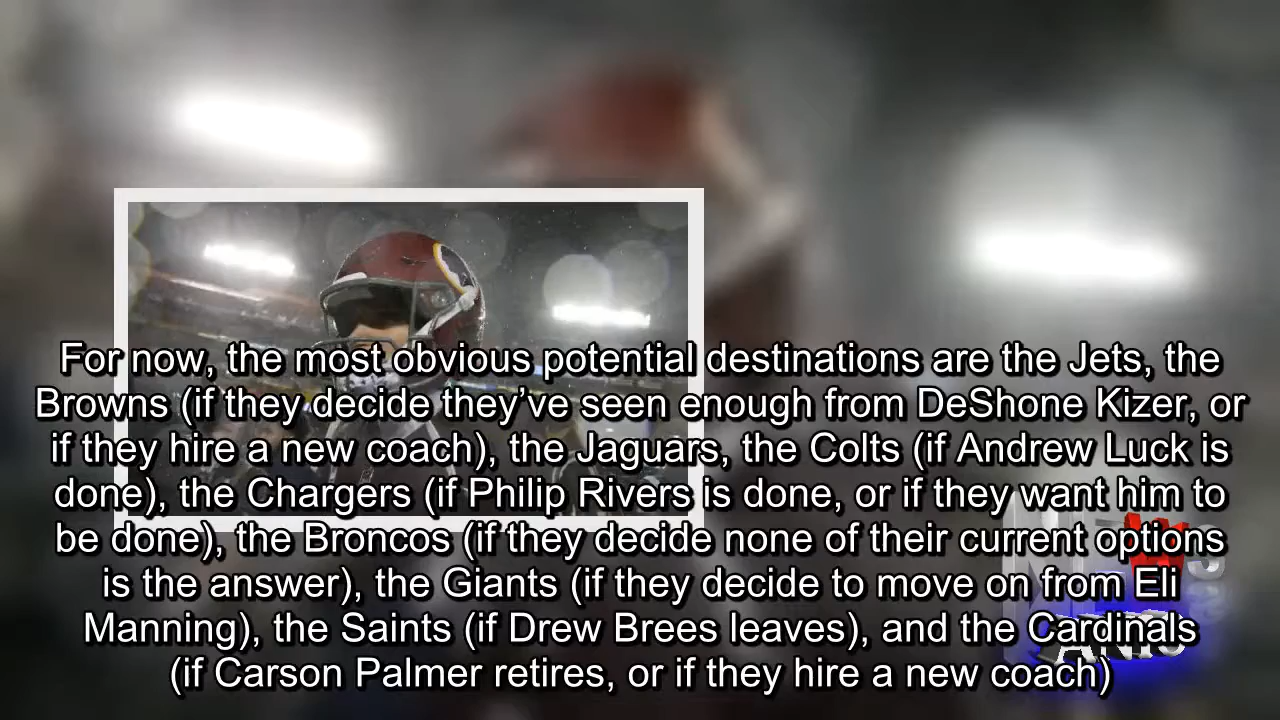 For now, the most obvious potential destinations are the Jets, the
Browns (if they decide they’ve seen enough from DeShone Kizer, or
if they hire a new coach), the Jaguars, the Colts (if Andrew Luck is
done), the Chargers (if Philip Rivers is done, or if they want him to
be done), the Broncos (if they decide none of their current options
is the answer), the Giants (if they decide to move on from Eli
Manning), the Saints (if Drew Brees leaves), and the Cardinals
(if Carson Palmer retires, or if they hire a new coach)